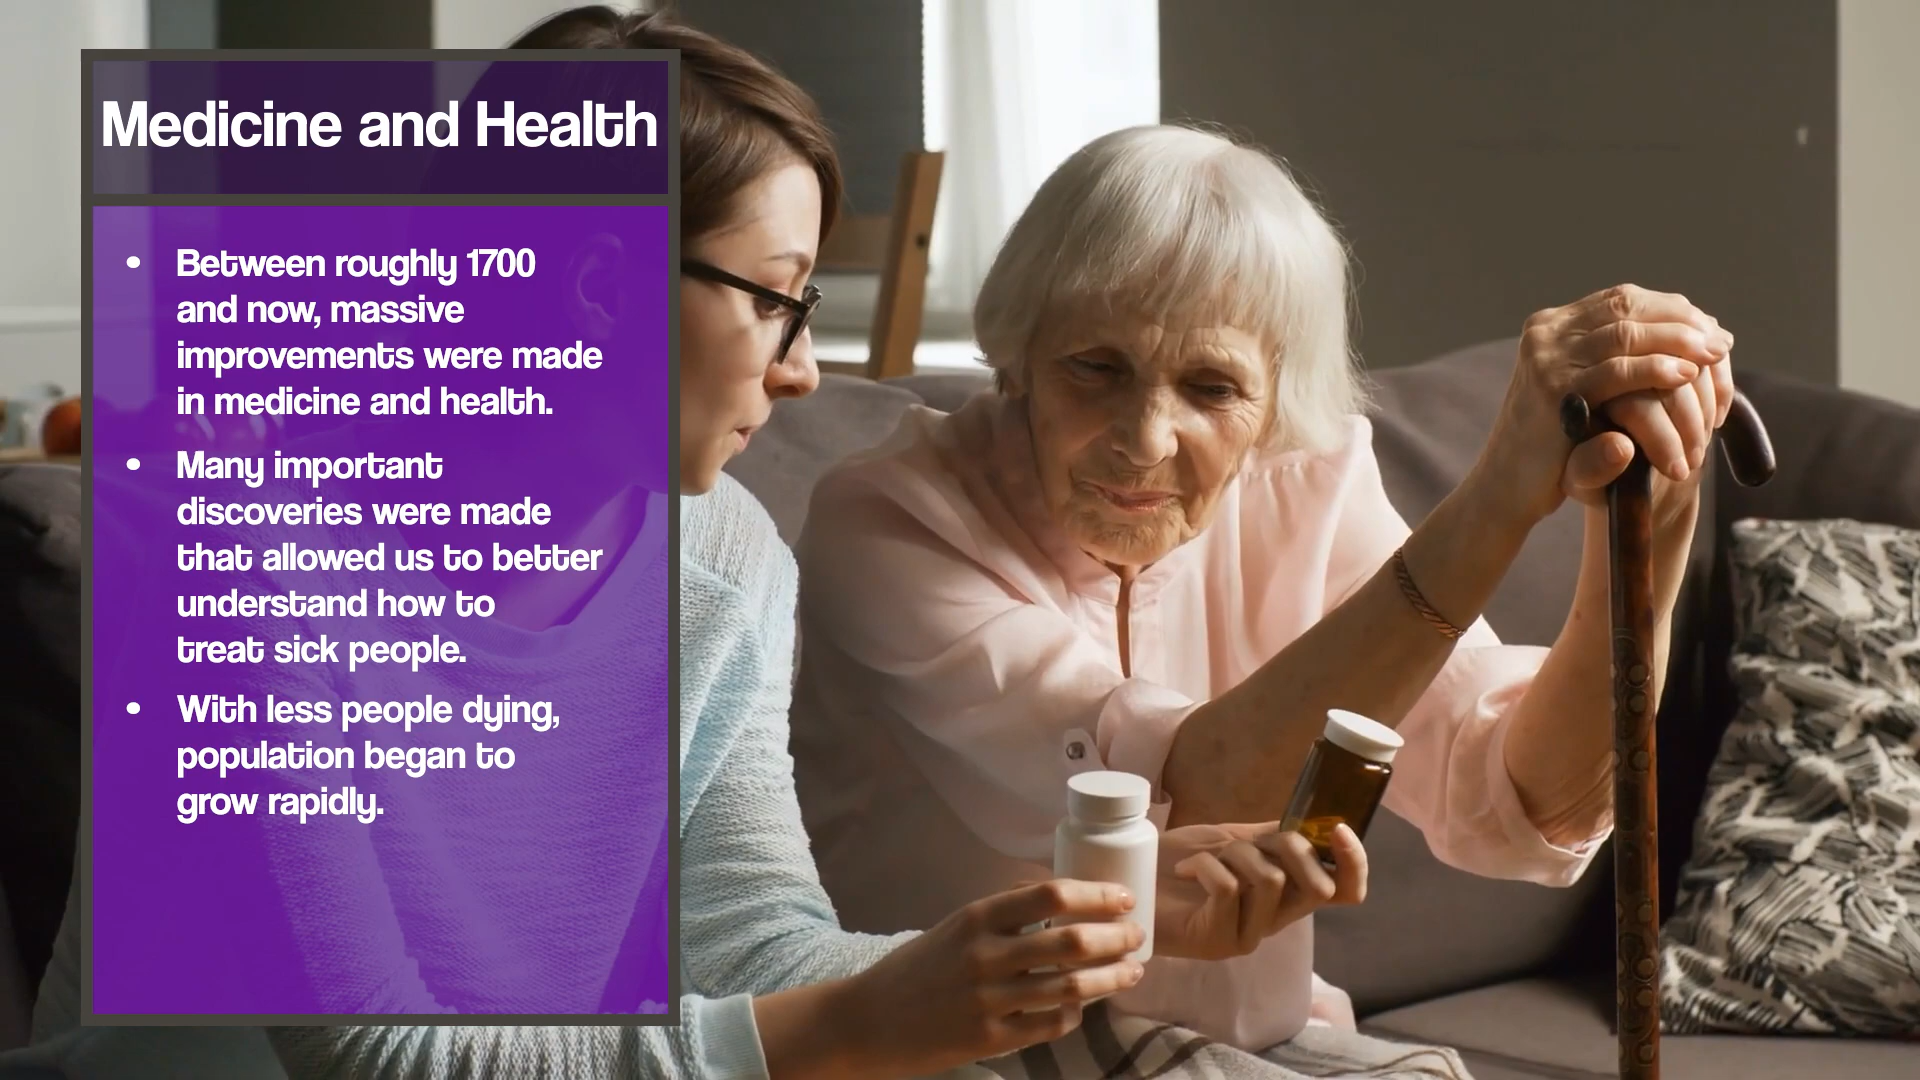 Medicine and Health
• Between roughly 1700
and now, massive
improvements were made
in medicine and health.
• Many important
discoveries were made
that allowed us to better
understand how to
treat sick people.
• With less people dying,
population began to
grow rapidly.